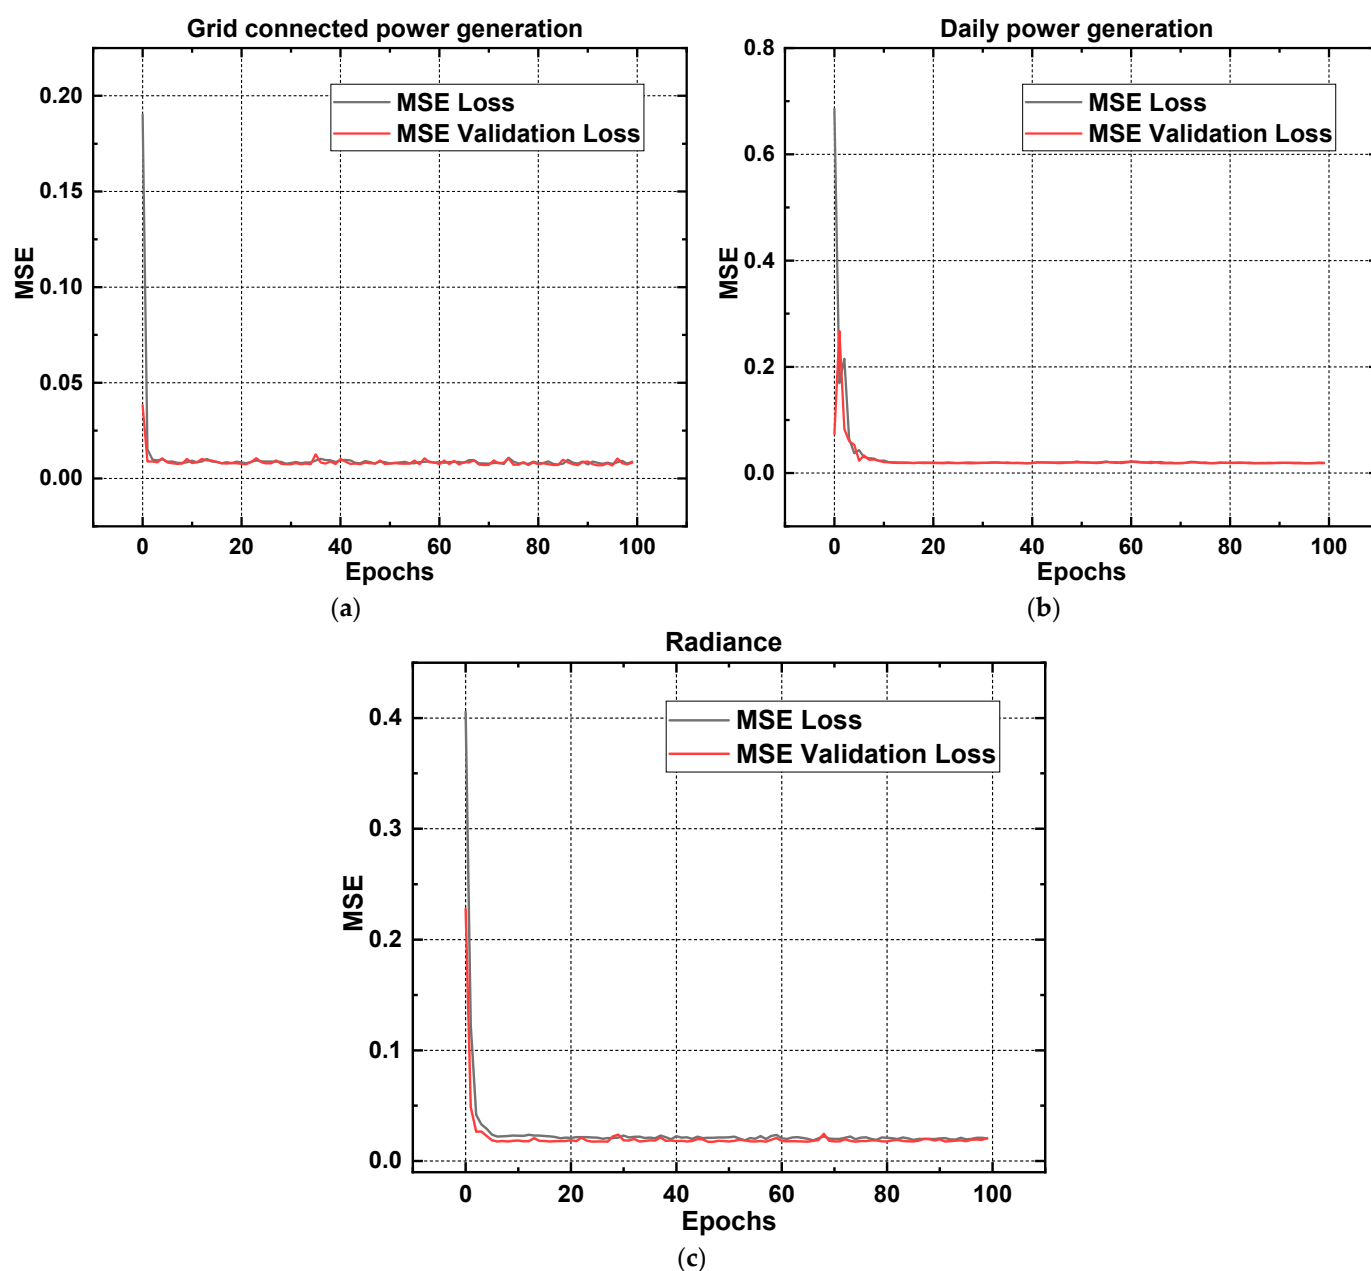 Grid connected power generation
MSE Loss
MSE Validation Loss
0.20
0.15
0.10
0.05
0.00
MSE
0 20 40 60 80 100
Epochs
(a)
Daily power generation
MSE Loss
MSE Validation Loss
0.8
0.6
0.4
0.2
0.0
MSE
0 20 40 60 80 100
Epochs
(b)
Radiance
MSE Loss
MSE Validation Loss
0.4
0.3
0.2
0.1
0.0
MSE
0 20 40 60 80 100
Epochs
(c)